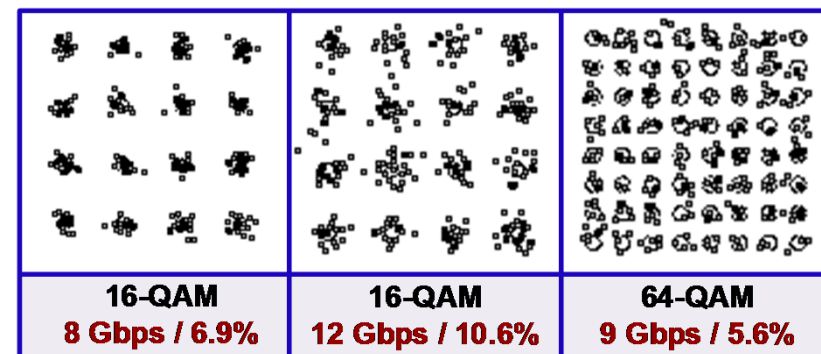 16-QAM
8 Gbps / 6.9%
16-QAM
12 Gbps / 10.6%
64-QAM
9 Gbps / 5.6%